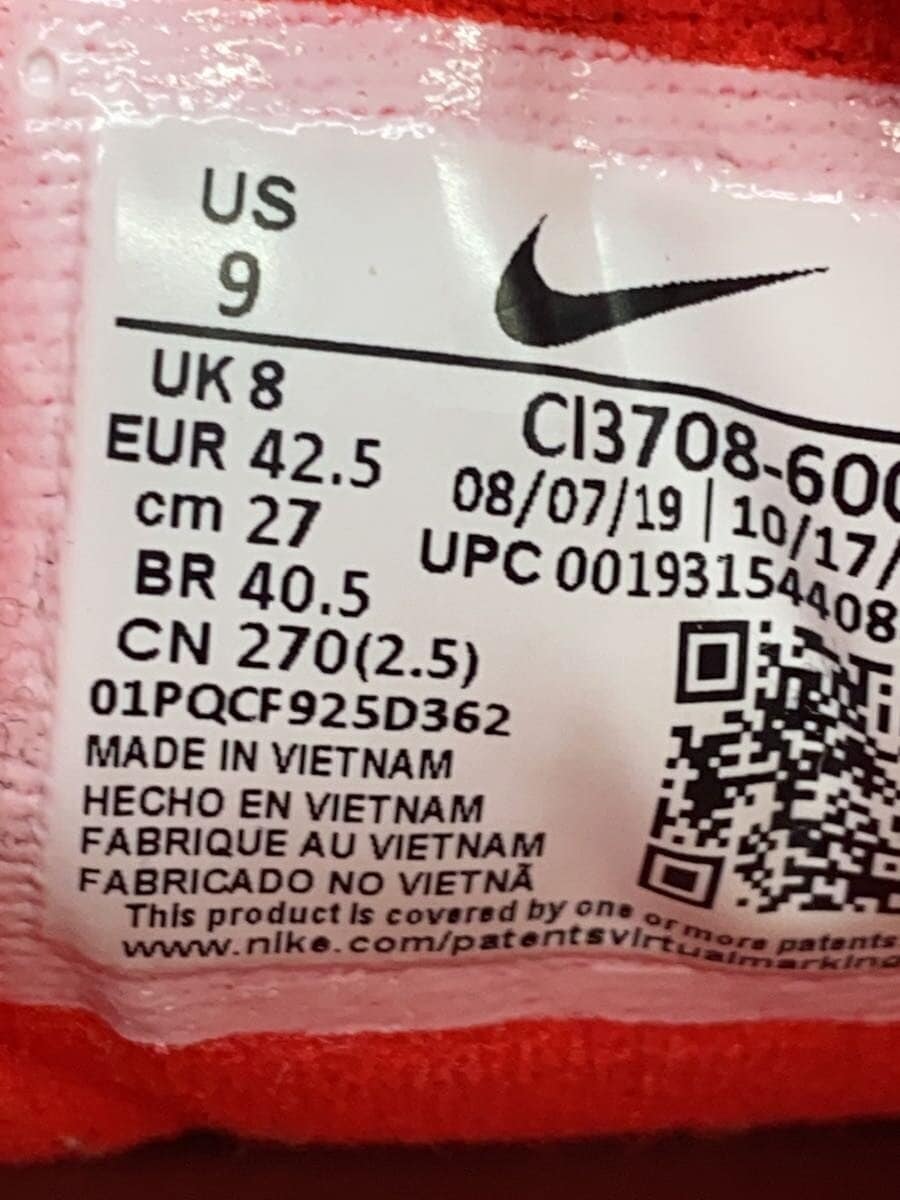 US
9
UK 8
EUR 42.5
cm 27
BR 40.5
CN 270(2.5)
01PQCF925D362
MADE IN VIETNAM
HECHO EN VIETNAM
FABRIQUE AU VIETNAM
FABRICADO NO VIETNÃ
CI3708-600
08/07/19 | 10/17/
UPC 00193154408
This product is covered by one or more patents
www.nike.com/patentsvirtualmarking